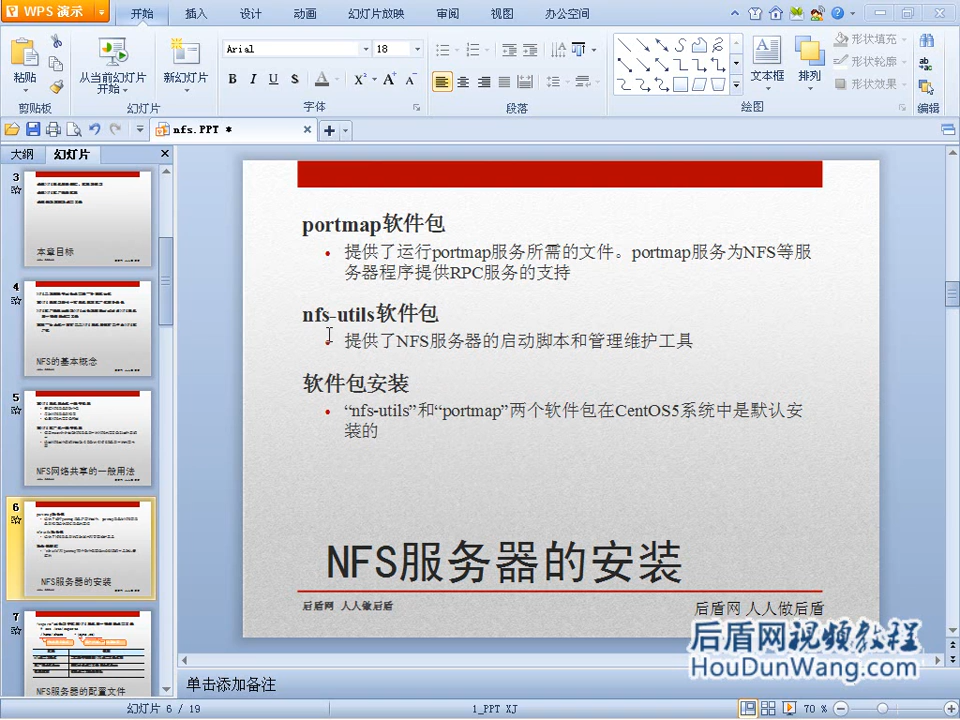 WPS 演示
开始 插入 设计 动画 幻灯片放映 审阅 视图 办公空间
粘贴 从当前幻灯片开始 新幻灯片 Arial 18 B I U S 文本框 排列 形状填充 形状轮廓 形状效果
剪贴板 幻灯片 字体 段落 绘图 编辑
nfs.PPT *
大纲 幻灯片
3
本章目标
4
NFS的基本概念
5
NFS网络共享的一般用法
6
NFS服务器的安装
7
NFS服务器的配置文件
portmap软件包
• 提供了运行portmap服务所需的文件。portmap服务为NFS等服
务器程序提供RPC服务的支持
nfs-utils软件包
• 提供了NFS服务器的启动脚本和管理维护工具
软件包安装
• “nfs-utils”和“portmap”两个软件包在CentOS5系统中是默认安
装的
NFS服务器的安装
后盾网 人人做后盾
后盾网 人人做后盾
后盾网视频教程
HouDunWang.com
单击添加备注
幻灯片 6 / 19 1_PPT XJ 70 %